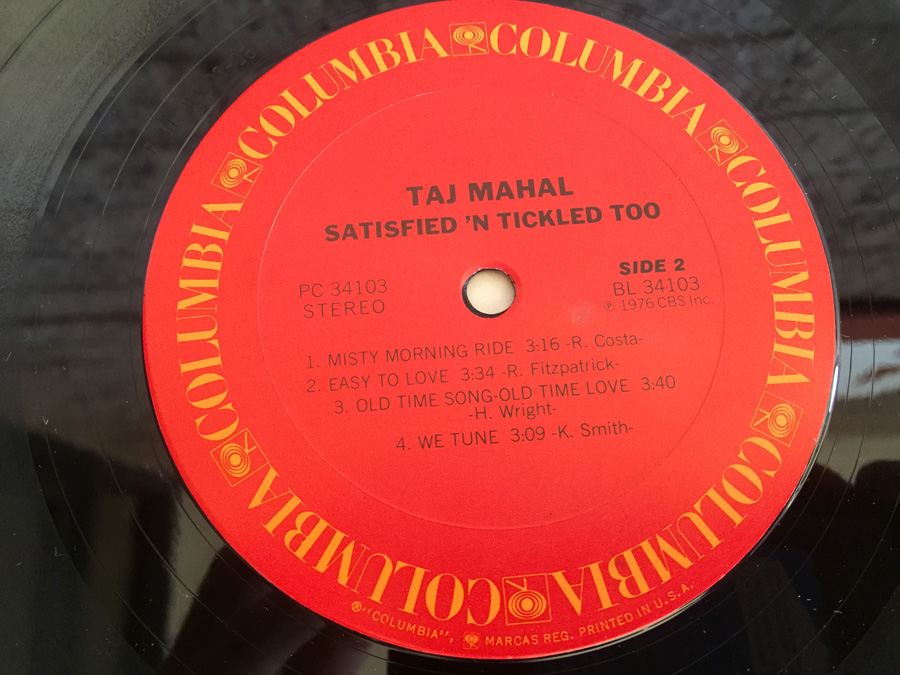 COLUMBIA COLUMBIA COLUMBIA COLUMBIA COLUMBIA COLUMBIA COLUMBIA
TAJ MAHAL
SATISFIED 'N TICKLED TOO
PC 34103
STEREO
SIDE 2
BL 34103
℗ 1976 CBS Inc.
1. MISTY MORNING RIDE 3:16 -R. Costa-
2. EASY TO LOVE 3:34 -R. Fitzpatrick-
3. OLD TIME SONG-OLD TIME LOVE 3:40
-H. Wright-
4. WE TUNE 3:09 -K. Smith-
®"COLUMBIA", MARCAS REG. PRINTED IN U.S.A.